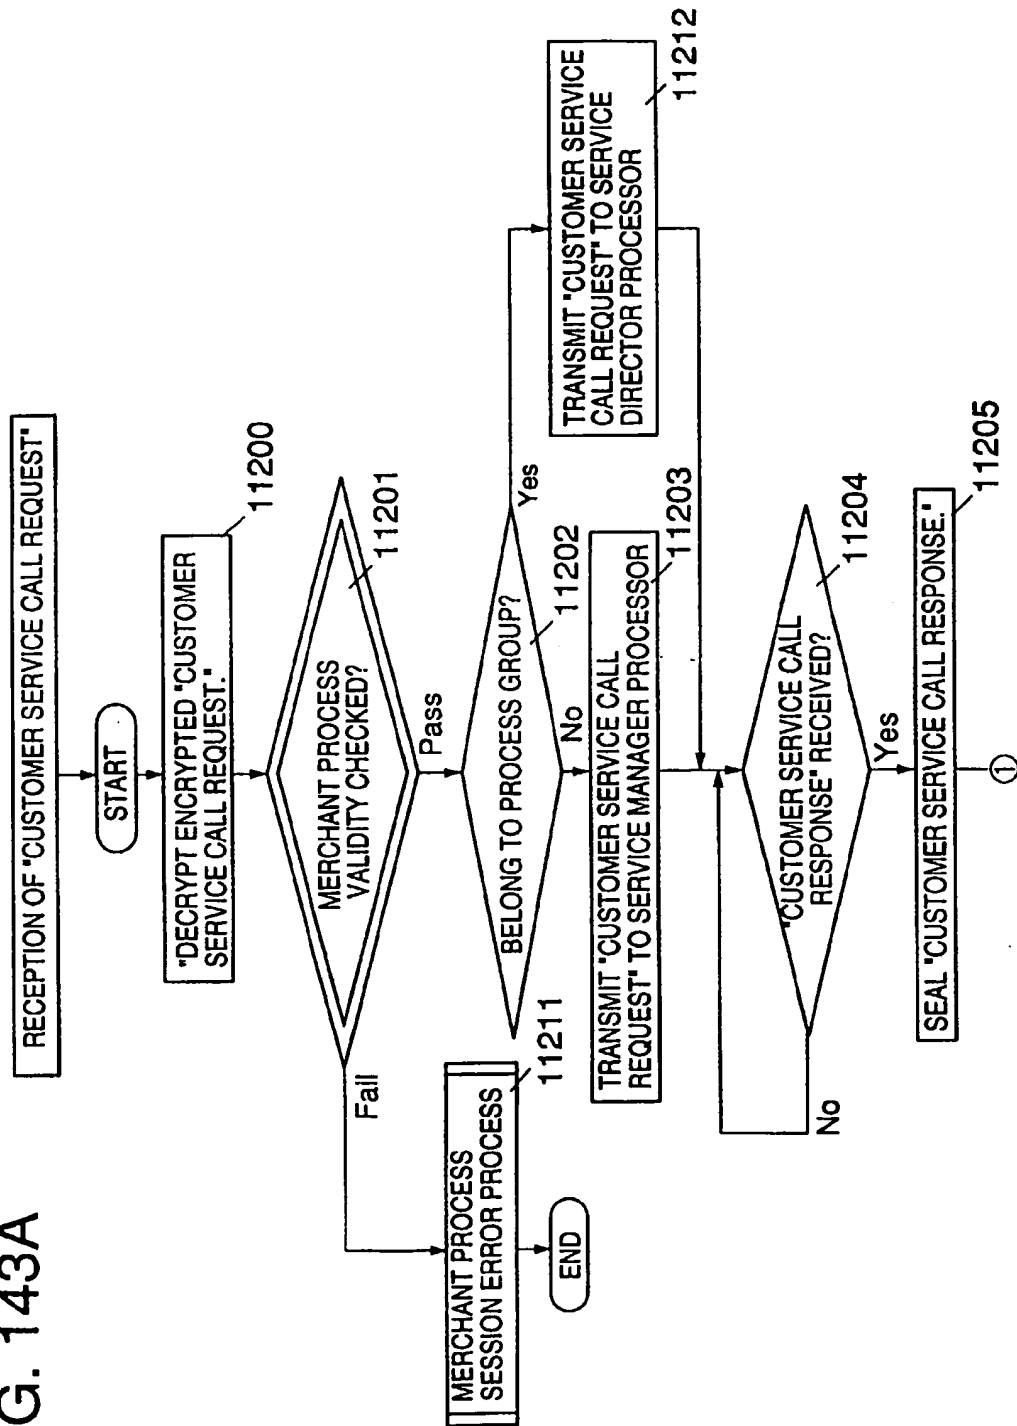 G. 143A
RECEPTION OF "CUSTOMER SERVICE CALL REQUEST"
START
"DECRYPT ENCRYPTED "CUSTOMER
SERVICE CALL REQUEST."
11200
MERCHANT PROCESS
VALIDITY CHECKED?
11201
Fail
Pass
MERCHANT PROCESS
SESSION ERROR PROCESS
11211
END
BELONG TO PROCESS GROUP?
11202
Yes
No
TRANSMIT "CUSTOMER SERVICE CALL
REQUEST" TO SERVICE MANAGER PROCESSOR
11203
TRANSMIT "CUSTOMER SERVICE
CALL REQUEST" TO SERVICE
DIRECTOR PROCESSOR
11212
"CUSTOMER SERVICE CALL
RESPONSE" RECEIVED?
11204
No
Yes
SEAL "CUSTOMER SERVICE CALL RESPONSE."
11205
1